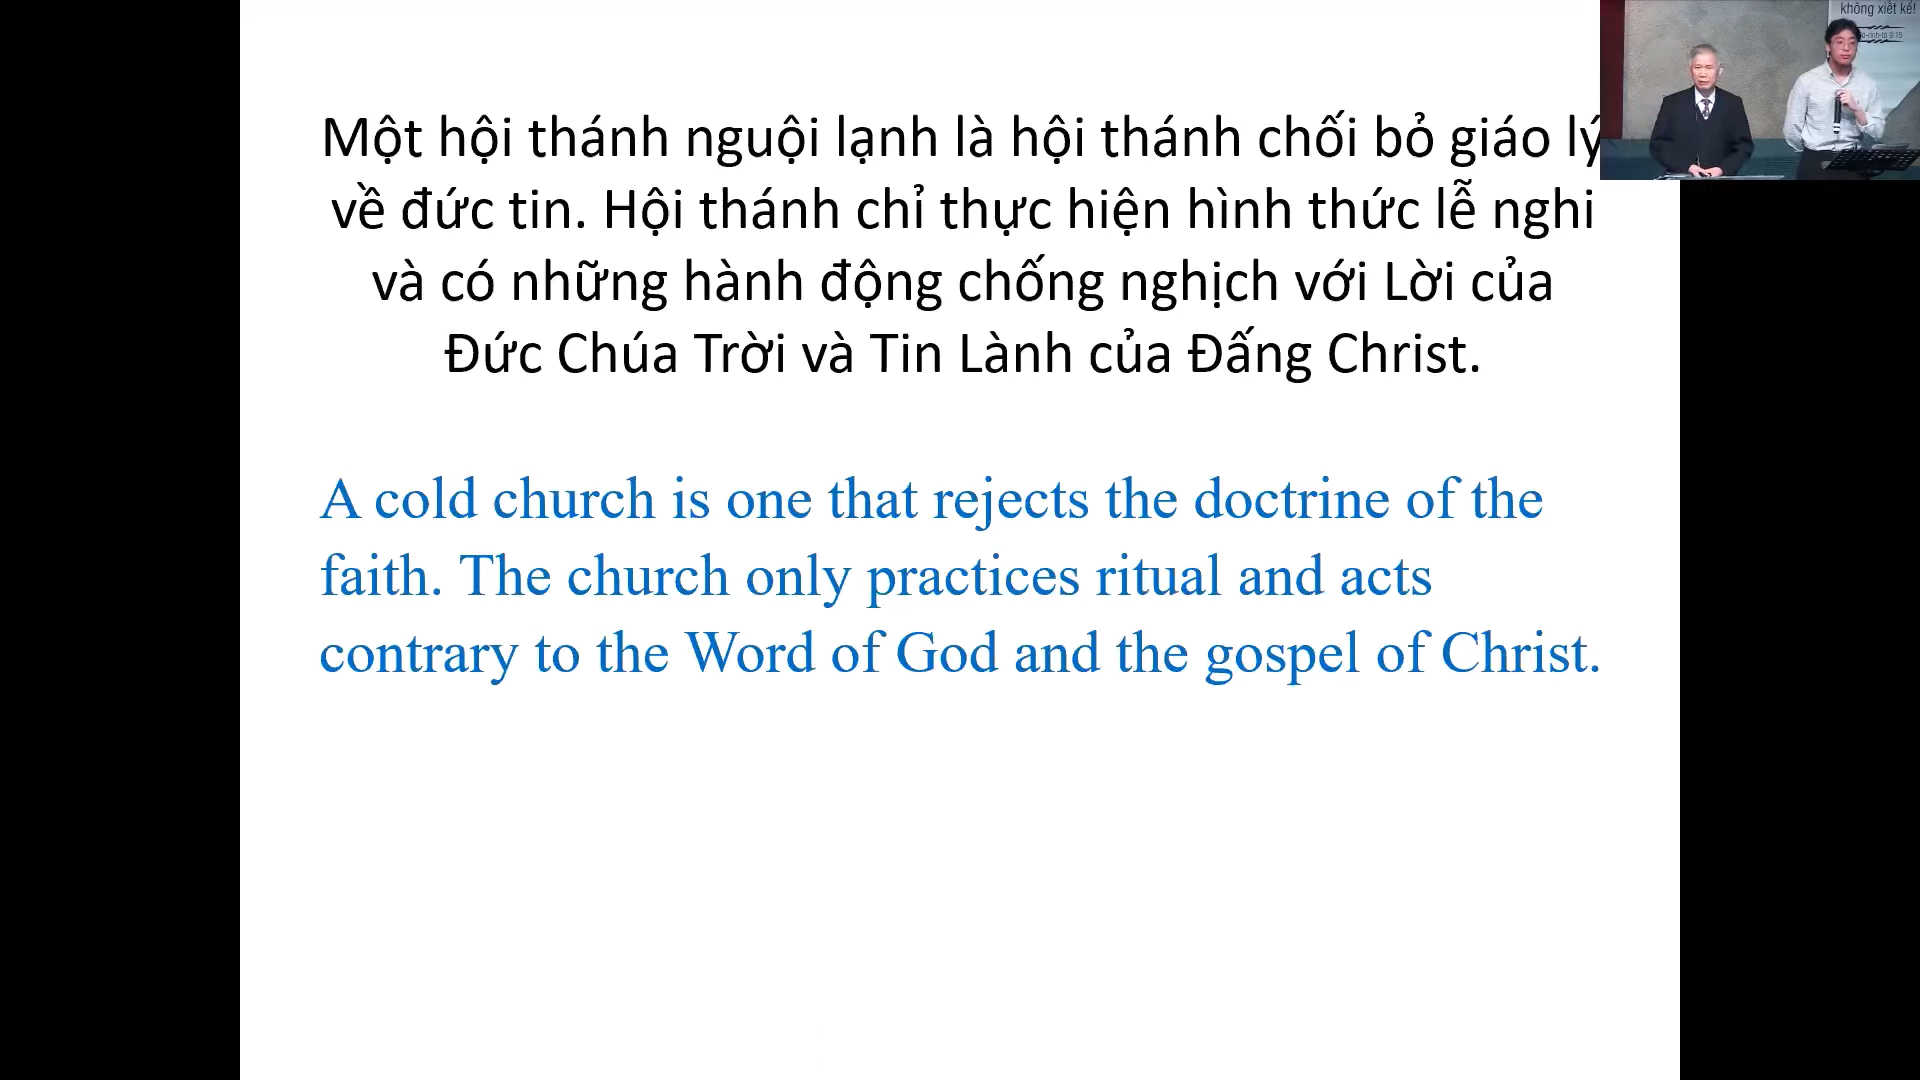 Một hội thánh nguội lạnh là hội thánh chối bỏ giáo lý
về đức tin. Hội thánh chỉ thực hiện hình thức lễ nghi
và có những hành động chống nghịch với Lời của
Đức Chúa Trời và Tin Lành của Đấng Christ.
A cold church is one that rejects the doctrine of the
faith. The church only practices ritual and acts
contrary to the Word of God and the gospel of Christ.
không xiết kể!